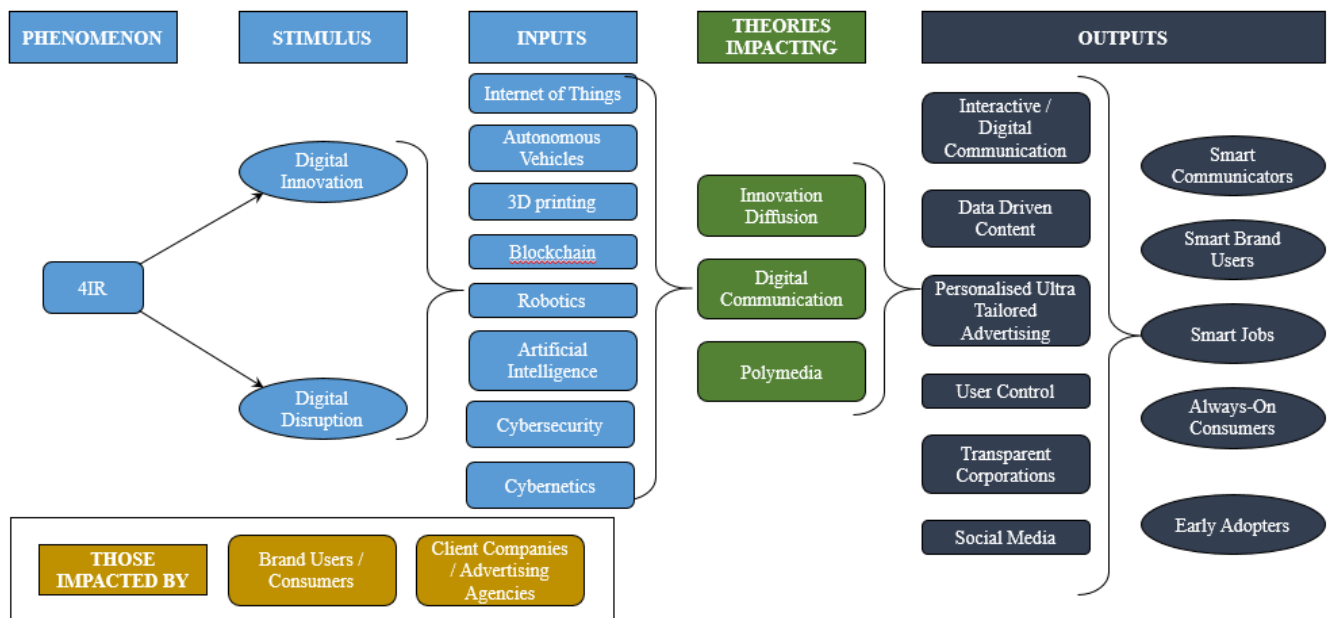 PHENOMENON
STIMULUS
INPUTS
THEORIES
IMPACTING
OUTPUTS
4IR
Digital
Innovation
Digital
Disruption
Internet of Things
Autonomous
Vehicles
3D printing
Blockchain
Robotics
Artificial
Intelligence
Cybersecurity
Cybernetics
Innovation
Diffusion
Digital
Communication
Polymedia
Interactive /
Digital
Communication
Data Driven
Content
Personalised Ultra
Tailored
Advertising
User Control
Transparent
Corporations
Social Media
Smart
Communicators
Smart Brand
Users
Smart Jobs
Always-On
Consumers
Early Adopters
THOSE
IMPACTED BY
Brand Users /
Consumers
Client Companies
/ Advertising
Agencies